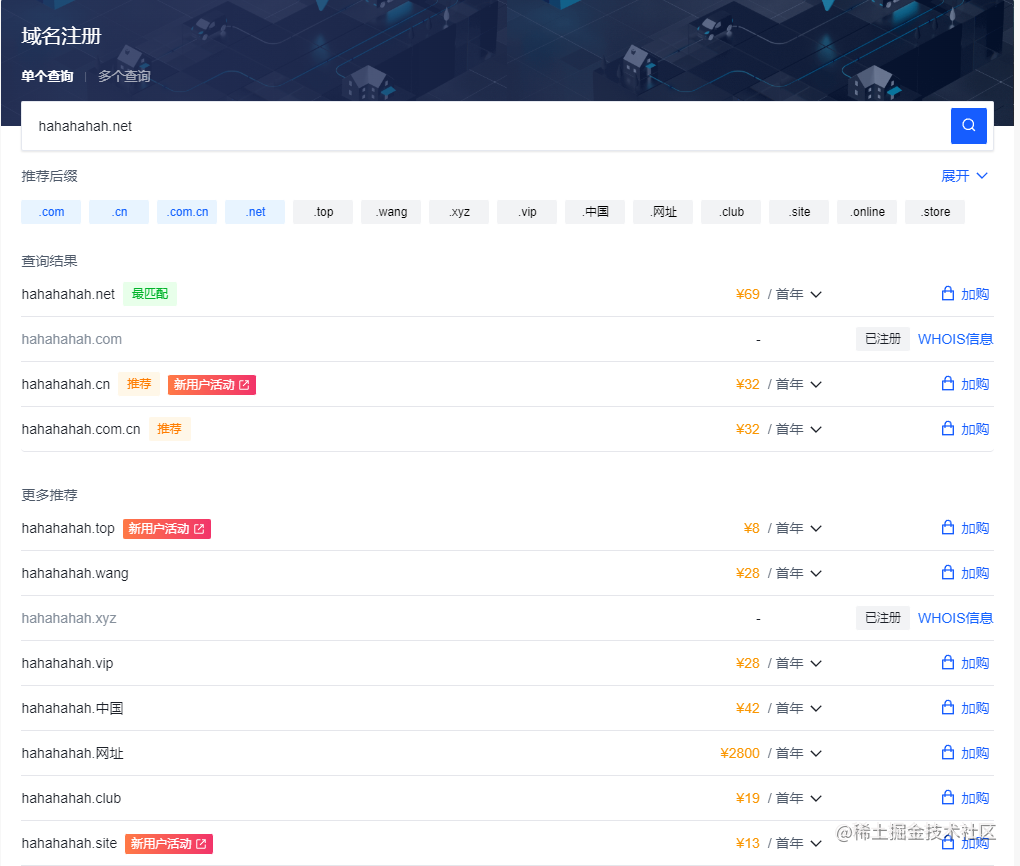 域名注册
单个查询 | 多个查询
hahahahah.net
推荐后缀 展开
.com .cn .com.cn .net .top .wang .xyz .vip .中国 .网址 .club .site .online .store
查询结果
hahahahah.net 最匹配 ¥69 / 首年 加购
hahahahah.com - 已注册 WHOIS信息
hahahahah.cn 推荐 新用户活动 ¥32 / 首年 加购
hahahahah.com.cn 推荐 ¥32 / 首年 加购
更多推荐
hahahahah.top 新用户活动 ¥8 / 首年 加购
hahahahah.wang ¥28 / 首年 加购
hahahahah.xyz - 已注册 WHOIS信息
hahahahah.vip ¥28 / 首年 加购
hahahahah.中国 ¥42 / 首年 加购
hahahahah.网址 ¥2800 / 首年 加购
hahahahah.club ¥19 / 首年 加购
hahahahah.site 新用户活动 ¥13 / 首年 加购
@稀土掘金技术社区